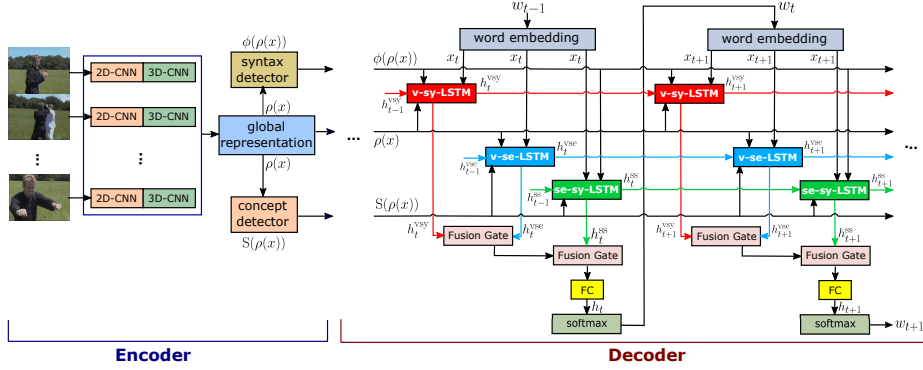 w_{t−1}
w_t
ϕ(ρ(x))
word embedding
word embedding
x_t x_t x_t
x_{t+1} x_{t+1} x_{t+1}
2D-CNN 3D-CNN
syntax
detector
ϕ(ρ(x))
h_t^{vsy}
h_{t+1}^{vsy}
v-sy-LSTM
v-sy-LSTM
h_{t−1}^{vsy}
h_t^{vsy}
ρ(x)
2D-CNN 3D-CNN
global
representation
...
ρ(x)
...
ρ(x)
h_t^{vse}
h_{t+1}^{vse}
v-se-LSTM
v-se-LSTM
h_{t−1}^{vse}
h_t^{vse}
2D-CNN 3D-CNN
se-sy-LSTM
se-sy-LSTM
h_{t+1}^{ss}
h_{t−1}^{ss}
h_t^{ss}
concept
detector
S(ρ(x))
S(ρ(x))
h_t^{vsy}
Fusion Gate
h_t^{vse}
h_t^{ss}
h_{t+1}^{vsy}
Fusion Gate
h_{t+1}^{vse}
h_{t+1}^{ss}
Fusion Gate
Fusion Gate
FC
FC
h_t
h_{t+1}
softmax
softmax
w_{t+1}
Encoder
Decoder